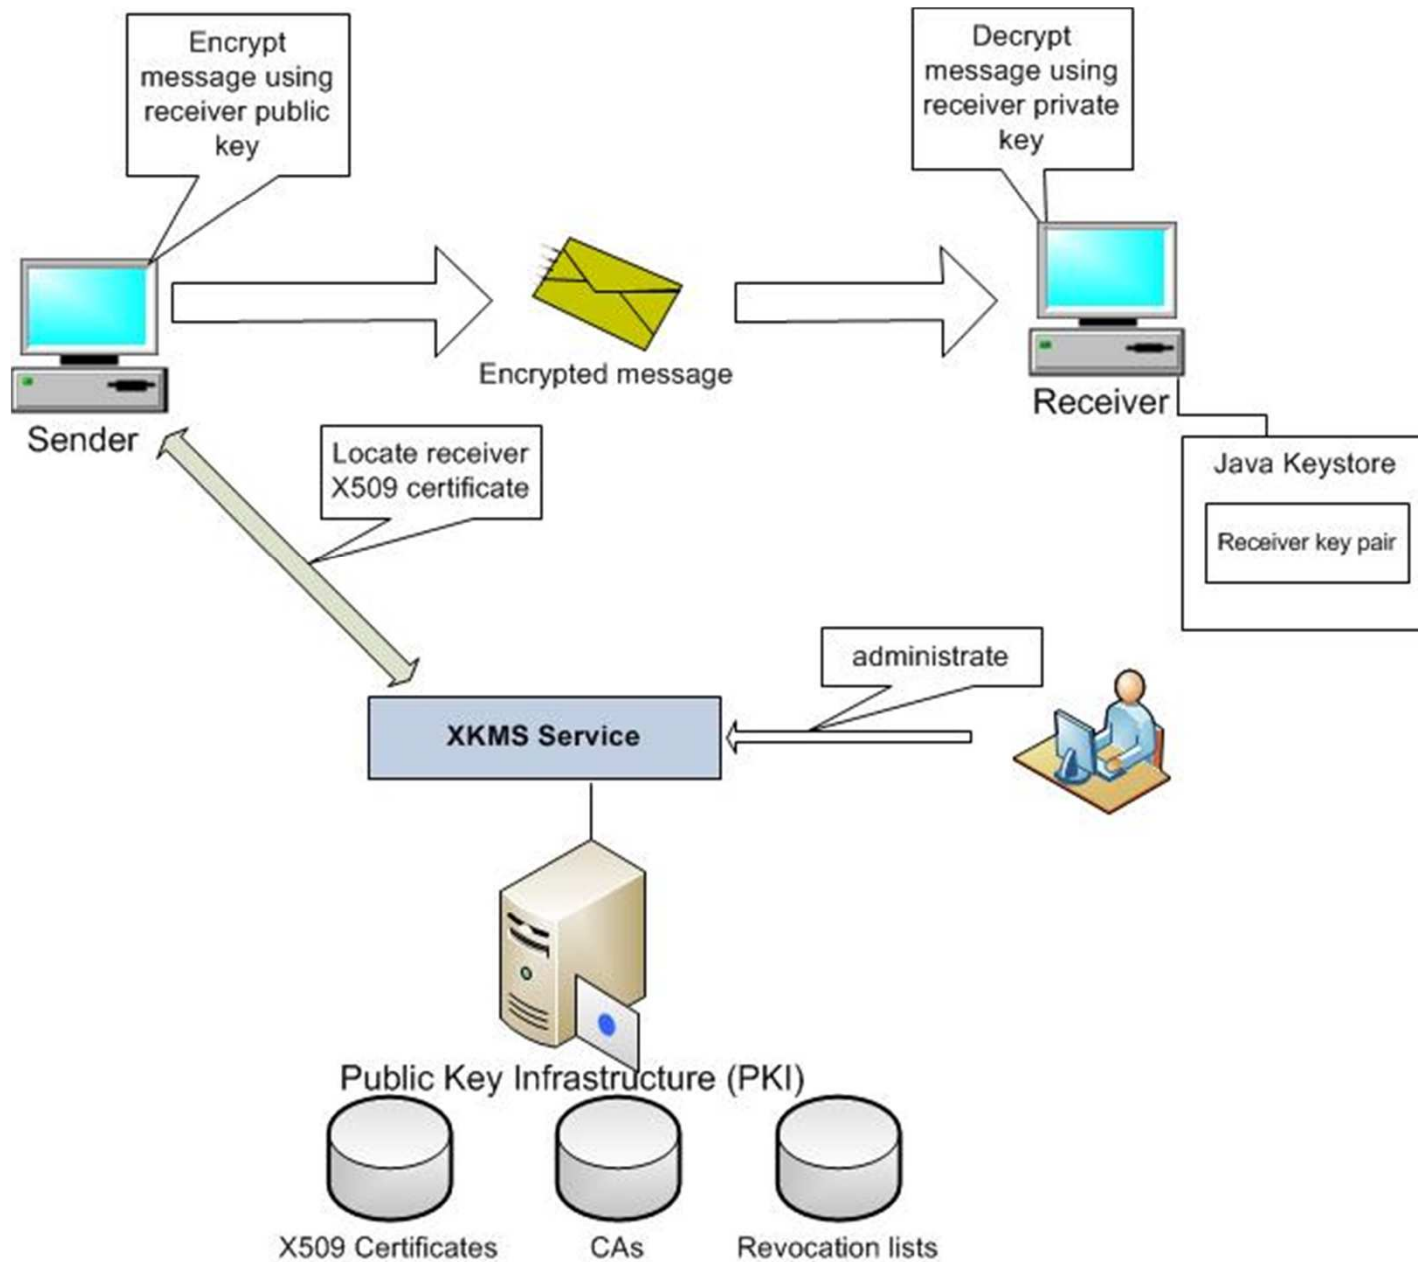 Encrypt
message using
receiver public
key
Decrypt
message using
receiver private
key
Encrypted message
Sender
Receiver
Locate receiver
X509 certificate
Java Keystore
Receiver key pair
administrate
XKMS Service
Public Key Infrastructure (PKI)
X509 Certificates
CAs
Revocation lists